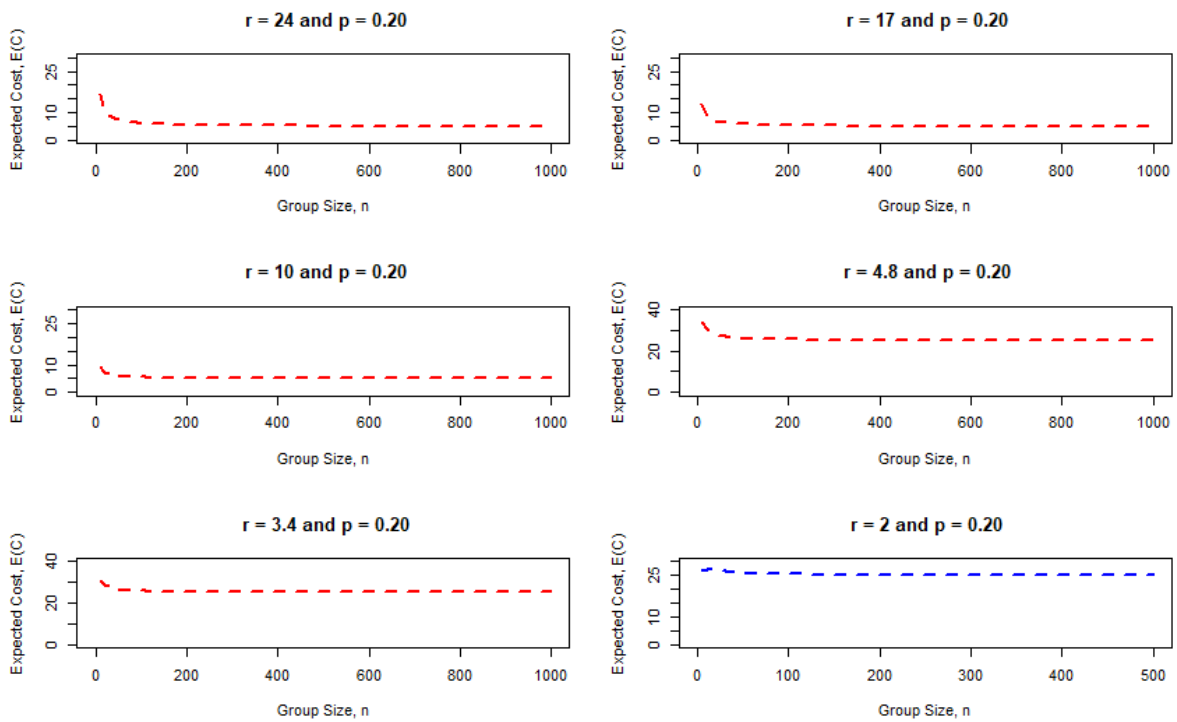 r = 24 and p = 0.20
Expected Cost, E(C)
25
10
0
0 200 400 600 800 1000
Group Size, n
r = 17 and p = 0.20
Expected Cost, E(C)
25
10
0
0 200 400 600 800 1000
Group Size, n
r = 10 and p = 0.20
Expected Cost, E(C)
25
10
0
0 200 400 600 800 1000
Group Size, n
r = 4.8 and p = 0.20
Expected Cost, E(C)
40
20
0
0 200 400 600 800 1000
Group Size, n
r = 3.4 and p = 0.20
Expected Cost, E(C)
40
20
0
0 200 400 600 800 1000
Group Size, n
r = 2 and p = 0.20
Expected Cost, E(C)
25
10
0
0 100 200 300 400 500
Group Size, n